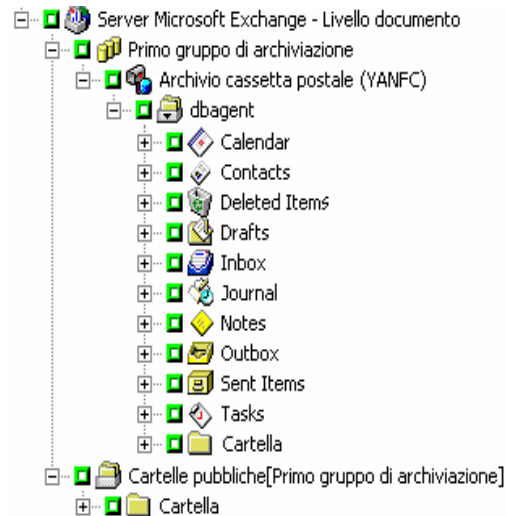 Server Microsoft Exchange - Livello documento
Primo gruppo di archiviazione
Archivio cassetta postale (YANFC)
dbagent
Calendar
Contacts
Deleted Items
Drafts
Inbox
Journal
Notes
Outbox
Sent Items
Tasks
Cartella
Cartelle pubbliche[Primo gruppo di archiviazione]
Cartella